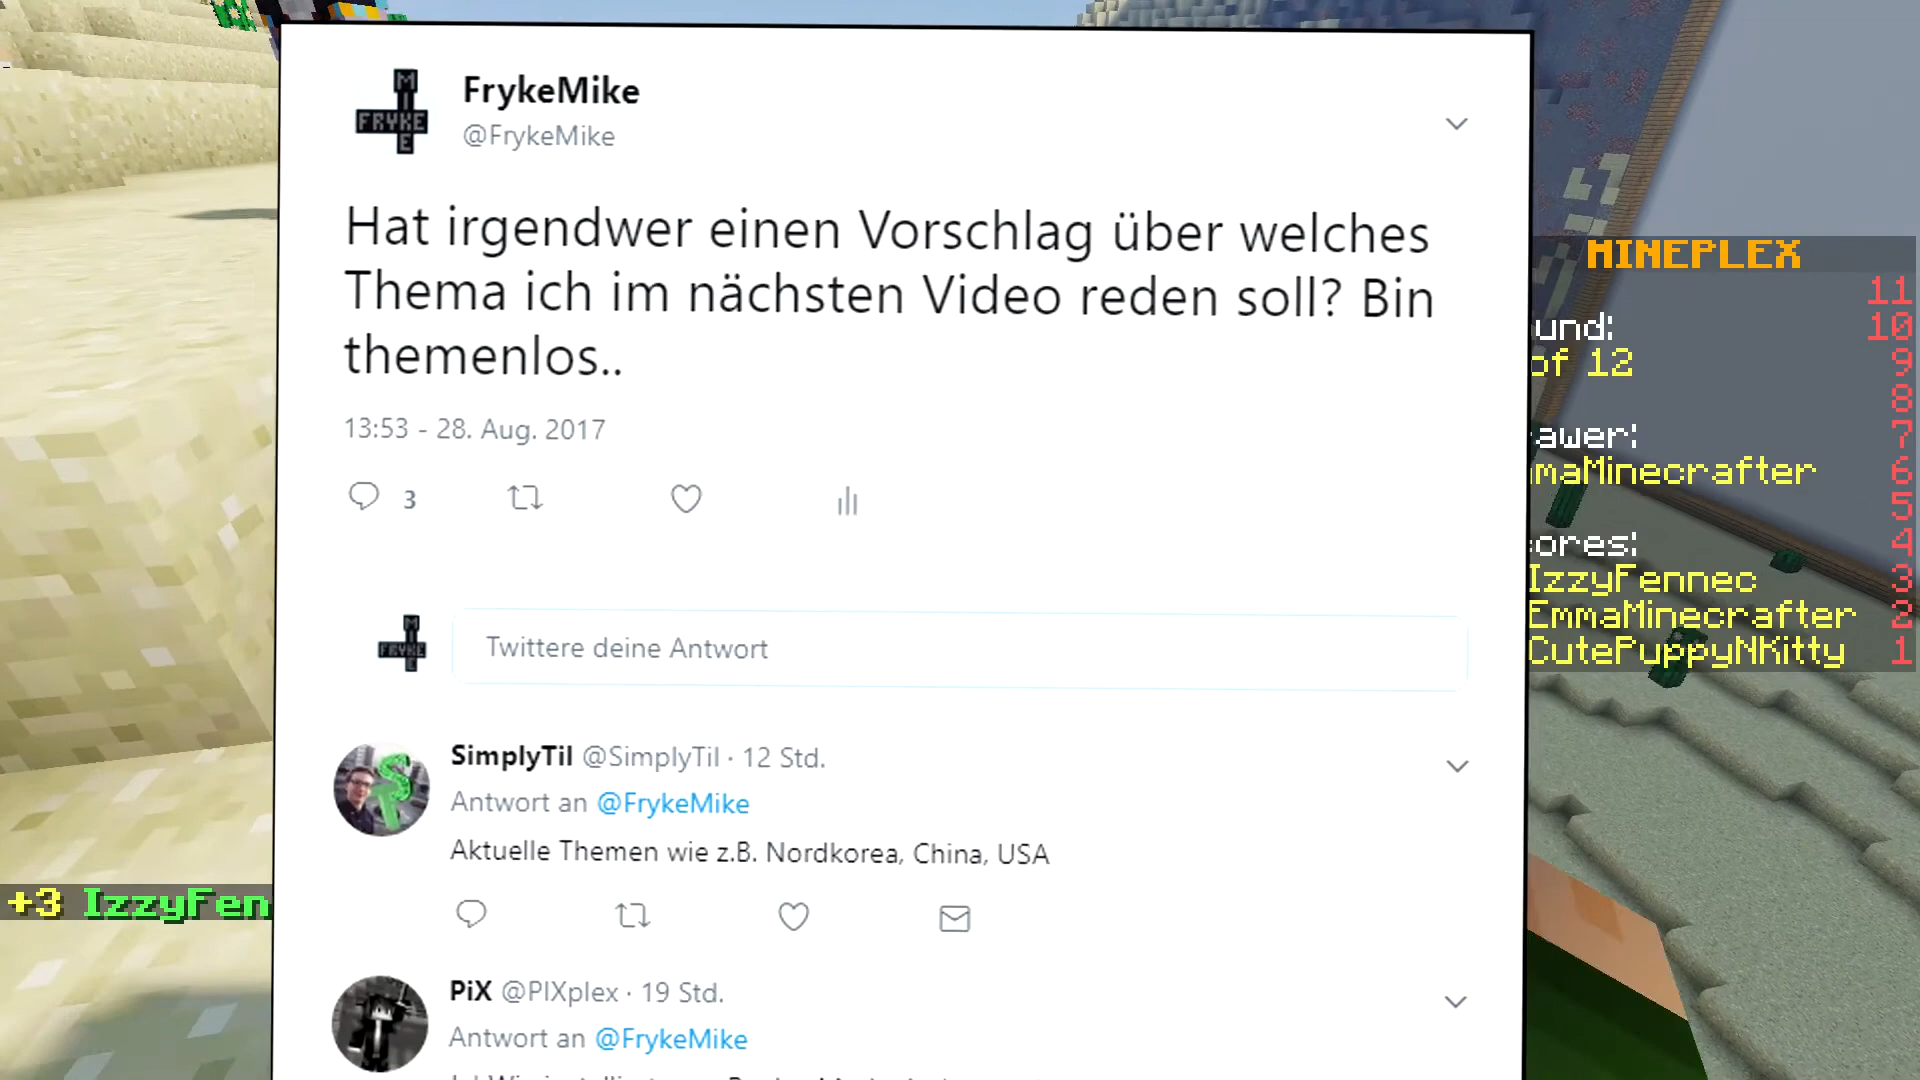 FrykeMike
@FrykeMike
Hat irgendwer einen Vorschlag über welches
Thema ich im nächsten Video reden soll? Bin
themenlos..
13:53 - 28. Aug. 2017
3
Twittere deine Antwort
SimplyTil @SimplyTil · 12 Std.
Antwort an @FrykeMike
Aktuelle Themen wie z.B. Nordkorea, China, USA
PiX @PIXplex · 19 Std.
Antwort an @FrykeMike
MINEPLEX
11
und: 10
of 12 9
8
awer: 7
maMinecrafter 6
5
ores: 4
IzzyFennec 3
EmmaMinecrafter 2
CutePuppyNKitty 1
+3 IzzyFen